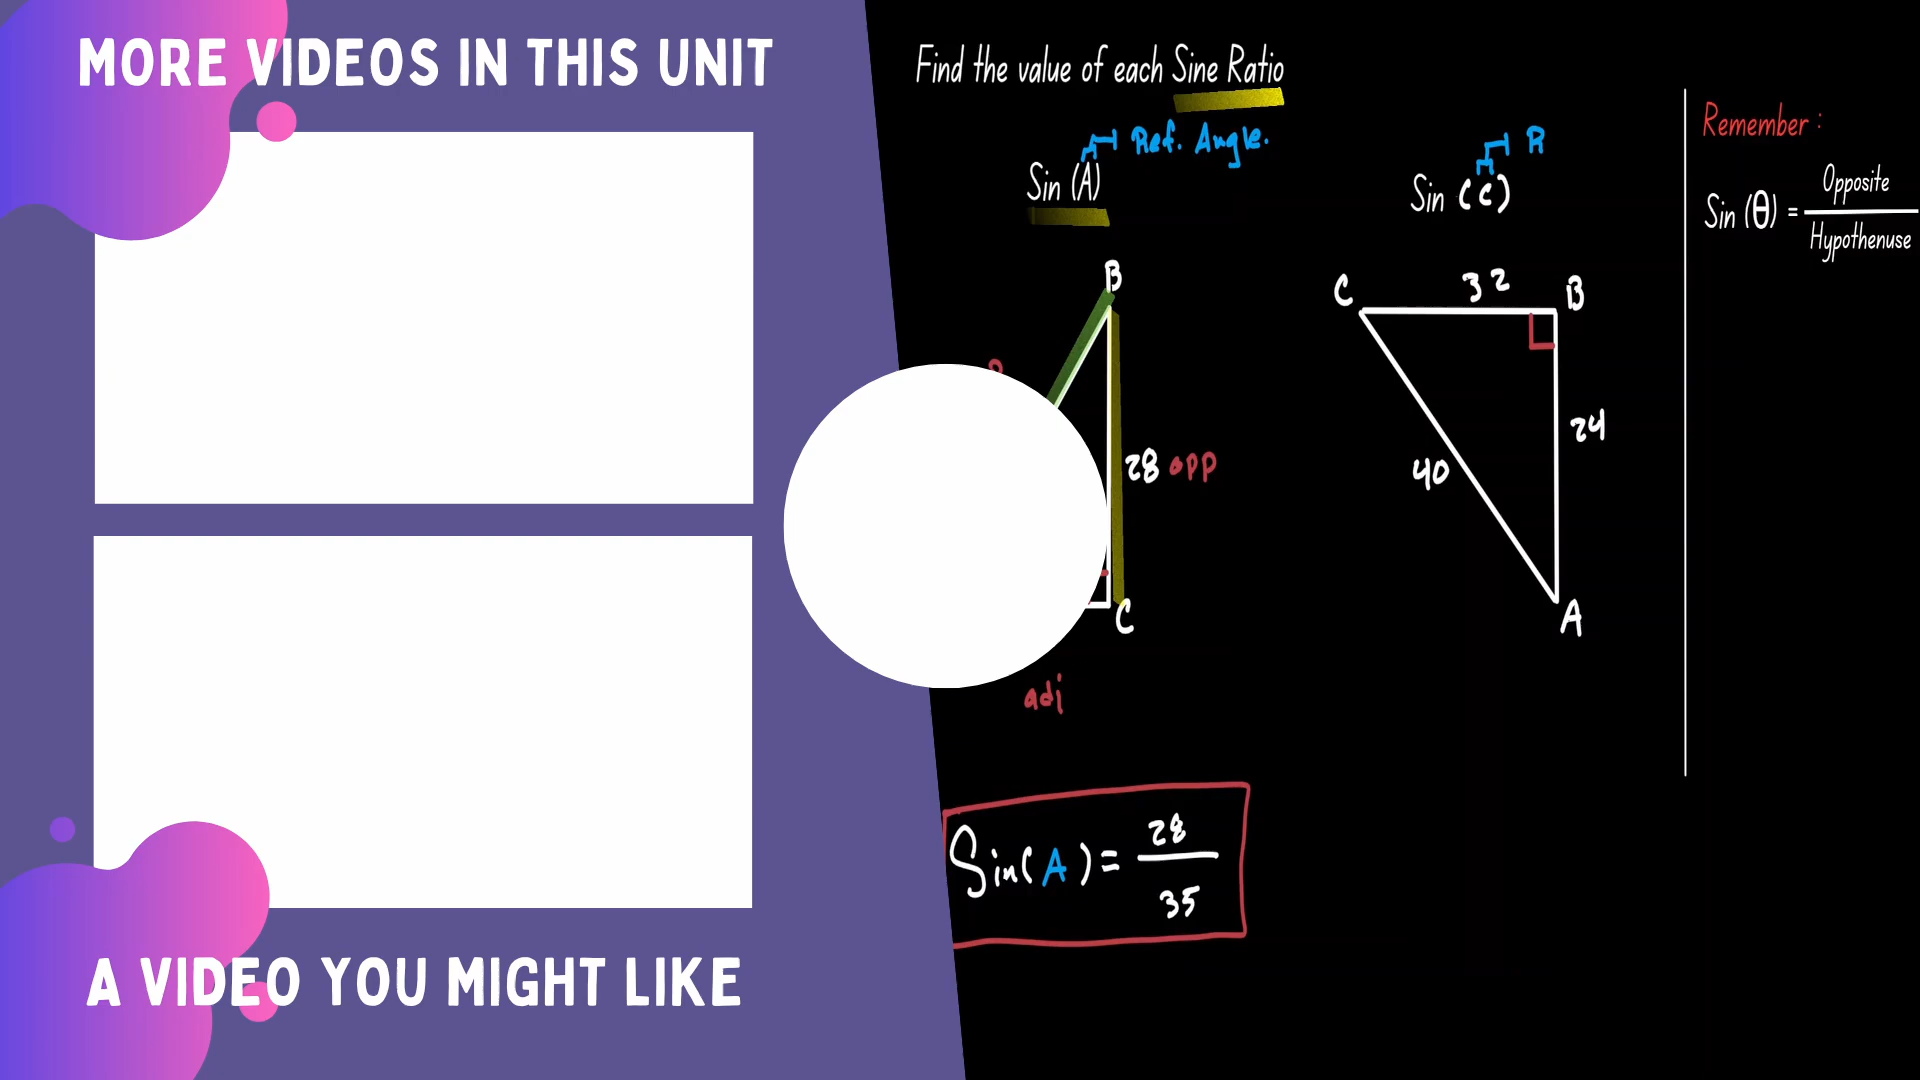 MORE VIDEOS IN THIS UNIT
A VIDEO YOU MIGHT LIKE
Find the value of each Sine Ratio
Ref. Angle.
Sin (A)
B
28 opp
C
adj
Sin(A) = 28/35
R
Sin (C)
C 32 B
24
40
A
Remember :
Sin (θ) = Opposite/Hypothenuse